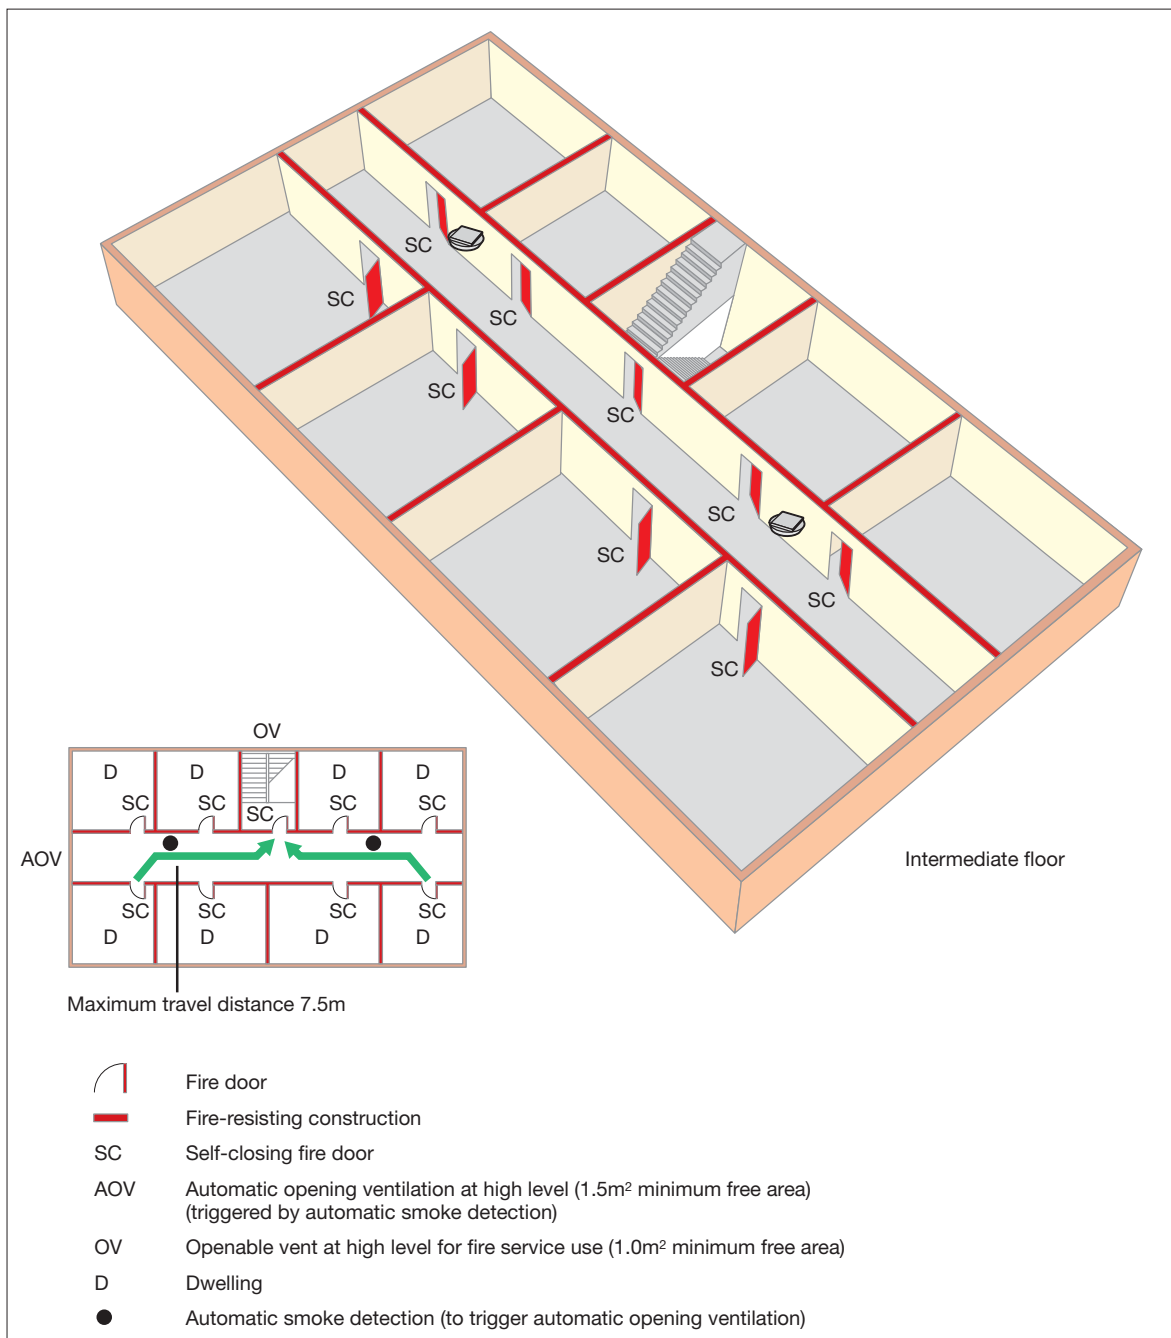 SC
SC
SC
SC
SC
SC
SC
SC
SC
Intermediate floor
OV
D D D D
SC SC SC SC SC
AOV
SC SC SC SC
D D D D
Maximum travel distance 7.5m
Fire door
Fire-resisting construction
SC Self-closing fire door
AOV Automatic opening ventilation at high level (1.5m² minimum free area)
(triggered by automatic smoke detection)
OV Openable vent at high level for fire service use (1.0m² minimum free area)
D Dwelling
Automatic smoke detection (to trigger automatic opening ventilation)